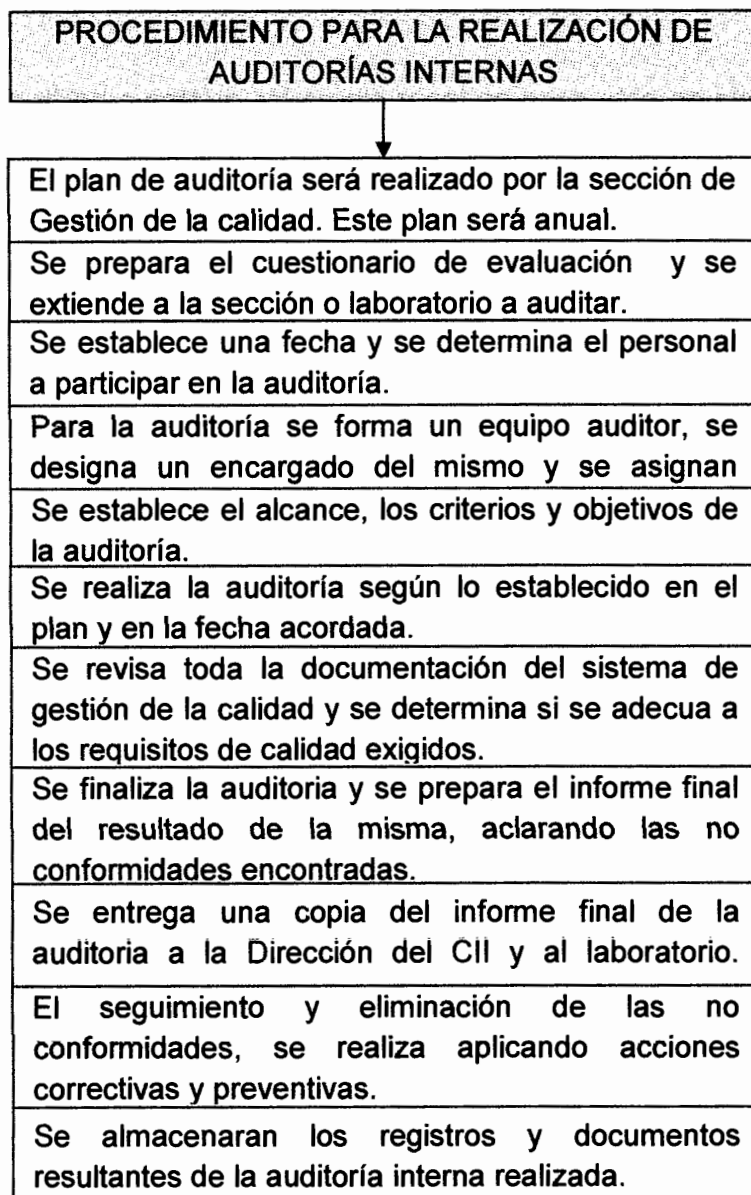 PROCEDIMIENTO PARA LA REALIZACIÓN DE
AUDITORÍAS INTERNAS
El plan de auditoría será realizado por la sección de
Gestión de la calidad. Este plan será anual.
Se prepara el cuestionario de evaluación y se
extiende a la sección o laboratorio a auditar.
Se establece una fecha y se determina el personal
a participar en la auditoría.
Para la auditoría se forma un equipo auditor, se
designa un encargado del mismo y se asignan
Se establece el alcance, los criterios y objetivos de
la auditoría.
Se realiza la auditoría según lo establecido en el
plan y en la fecha acordada.
Se revisa toda la documentación del sistema de
gestión de la calidad y se determina si se adecua a
los requisitos de calidad exigidos.
Se finaliza la auditoria y se prepara el informe final
del resultado de la misma, aclarando las no
conformidades encontradas.
Se entrega una copia del informe final de la
auditoria a la Dirección del CII y al laboratorio.
El seguimiento y eliminación de las no
conformidades, se realiza aplicando acciones
correctivas y preventivas.
Se almacenaran los registros y documentos
resultantes de la auditoría interna realizada.